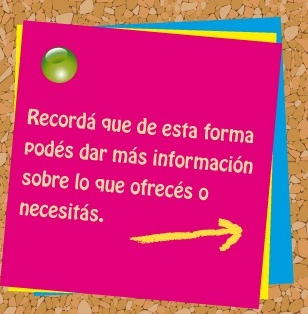 Recordá que de esta forma
podés dar más información
sobre lo que ofrecés o
necesitás.